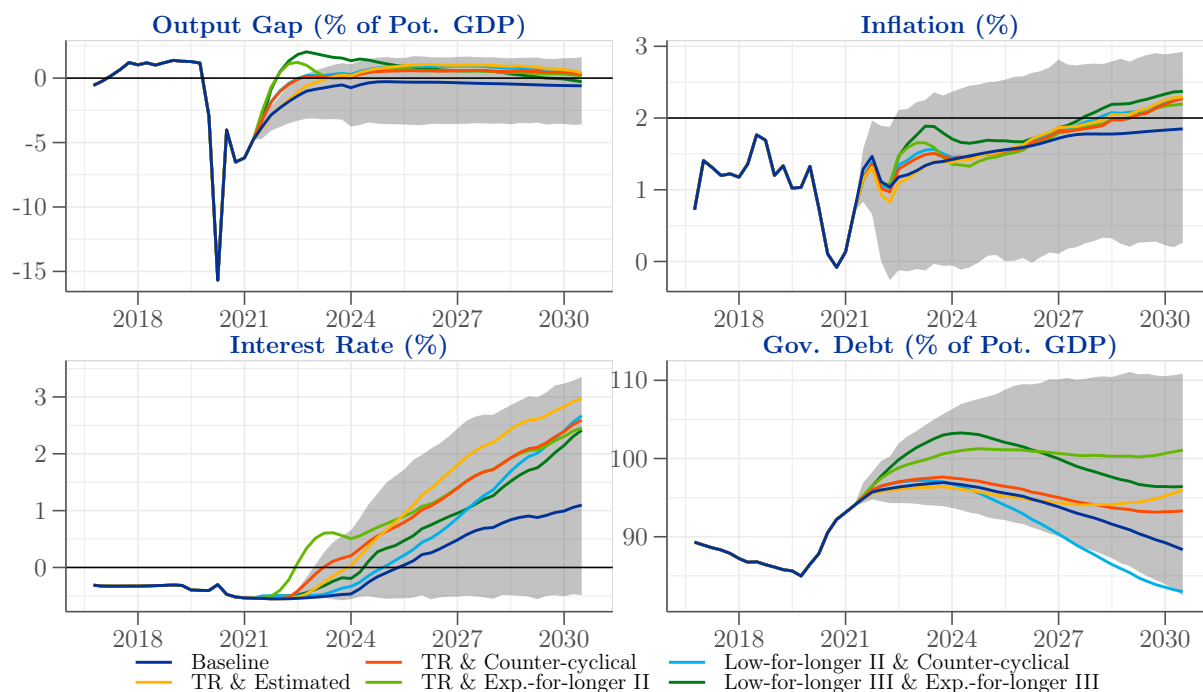 Output Gap (% of Pot. GDP)
Inflation (%)
0
-5
-10
-15
3
2
1
0
2018 2021 2024 2027 2030
2018 2021 2024 2027 2030
Interest Rate (%)
Gov. Debt (% of Pot. GDP)
3
2
1
0
110
100
90
2018 2021 2024 2027 2030
2018 2021 2024 2027 2030
Baseline
TR & Counter-cyclical
Low-for-longer II & Counter-cyclical
TR & Estimated
TR & Exp.-for-longer II
Low-for-longer III & Exp.-for-longer III